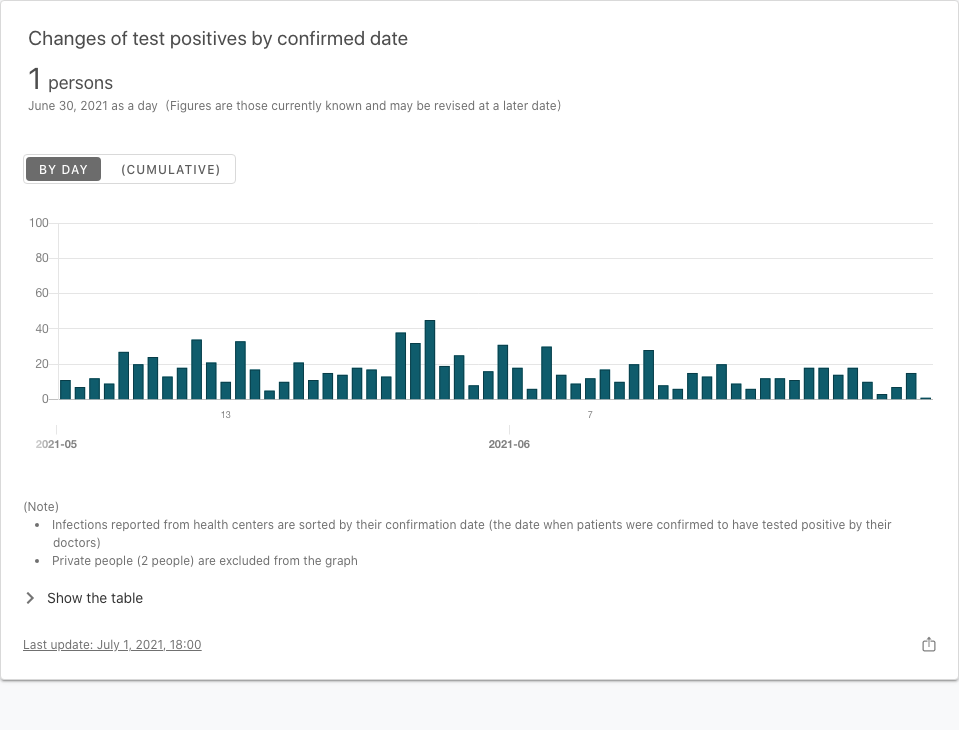 Changes of test positives by confirmed date
1 persons
June 30, 2021 as a day (Figures are those currently known and may be revised at a later date)
BY DAY (CUMULATIVE)
100
80
60
40
20
0
13 7
2021-05 2021-06
(Note)
• Infections reported from health centers are sorted by their confirmation date (the date when patients were confirmed to have tested positive by their
doctors)
• Private people (2 people) are excluded from the graph
Show the table
Last update: July 1, 2021, 18:00